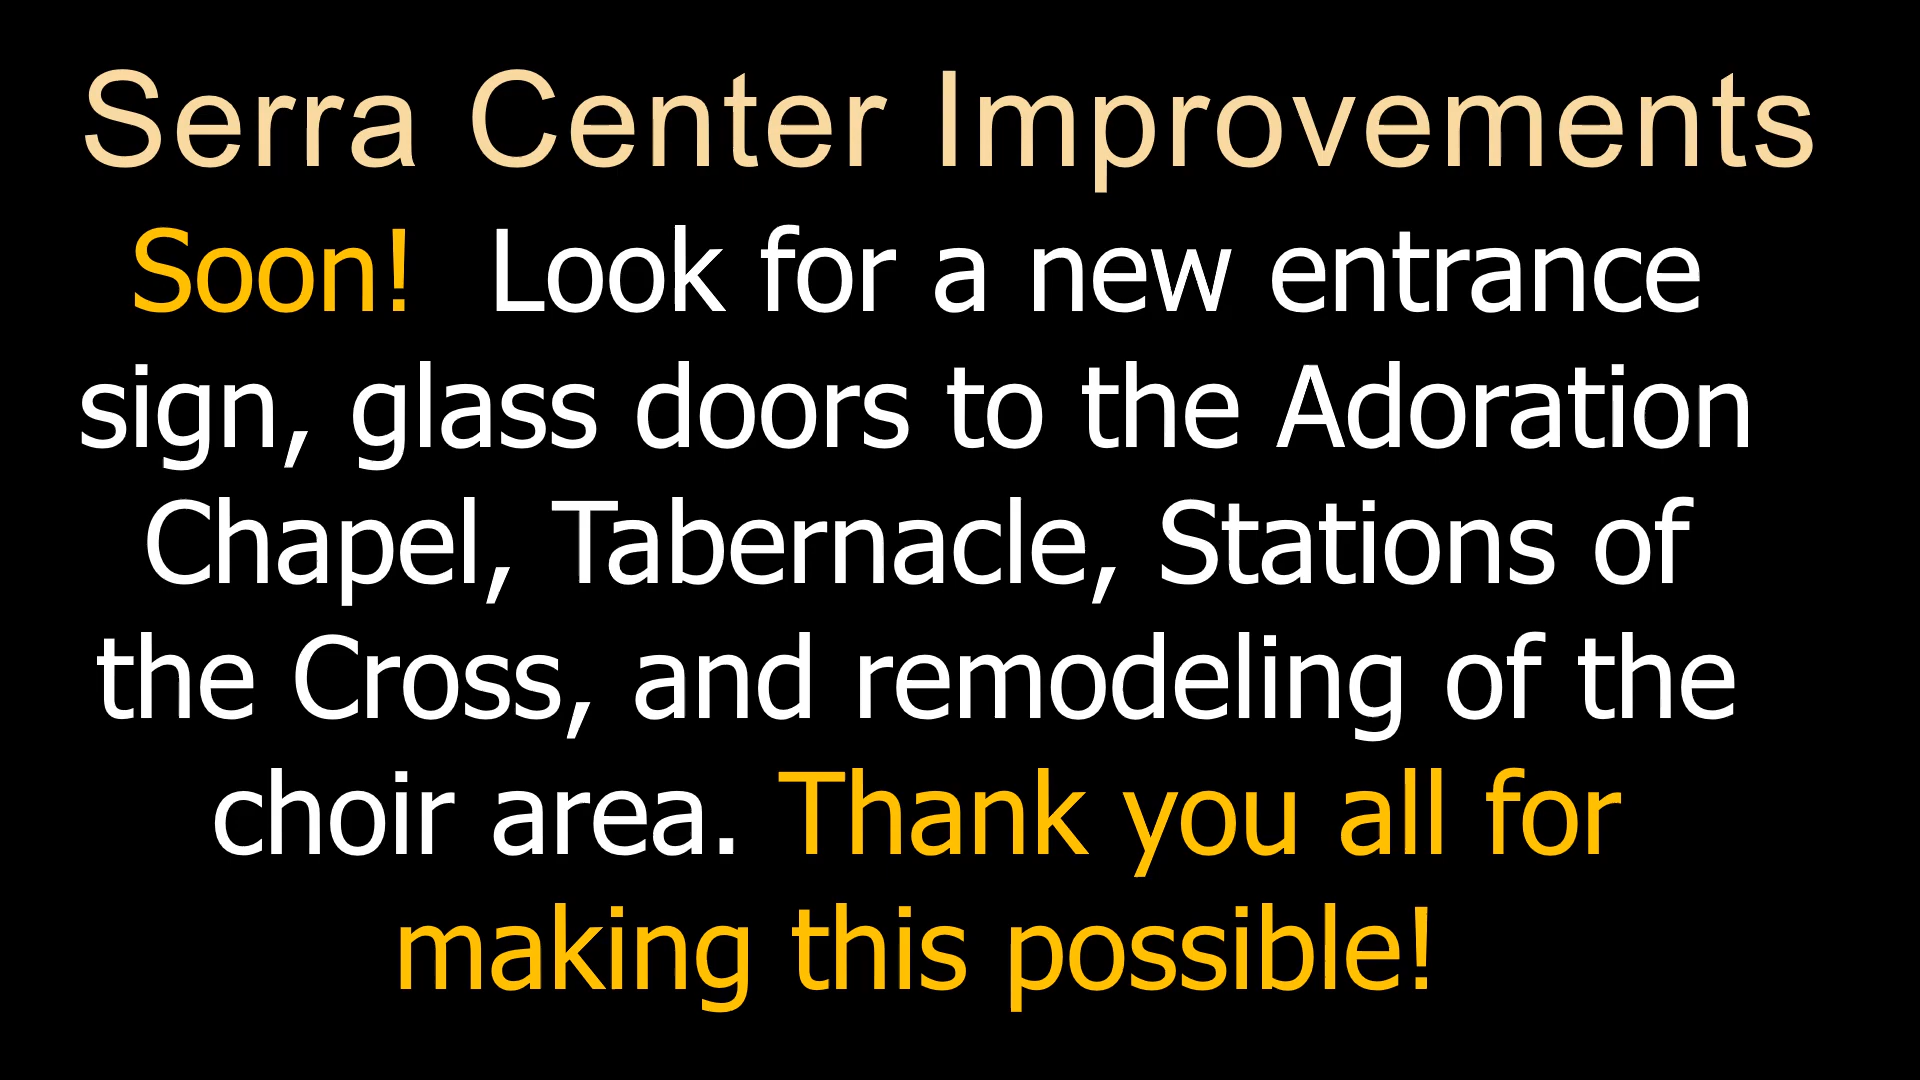 Serra Center Improvements
Soon!  Look for a new entrance
sign, glass doors to the Adoration
Chapel, Tabernacle, Stations of
the Cross, and remodeling of the
choir area. Thank you all for
making this possible!